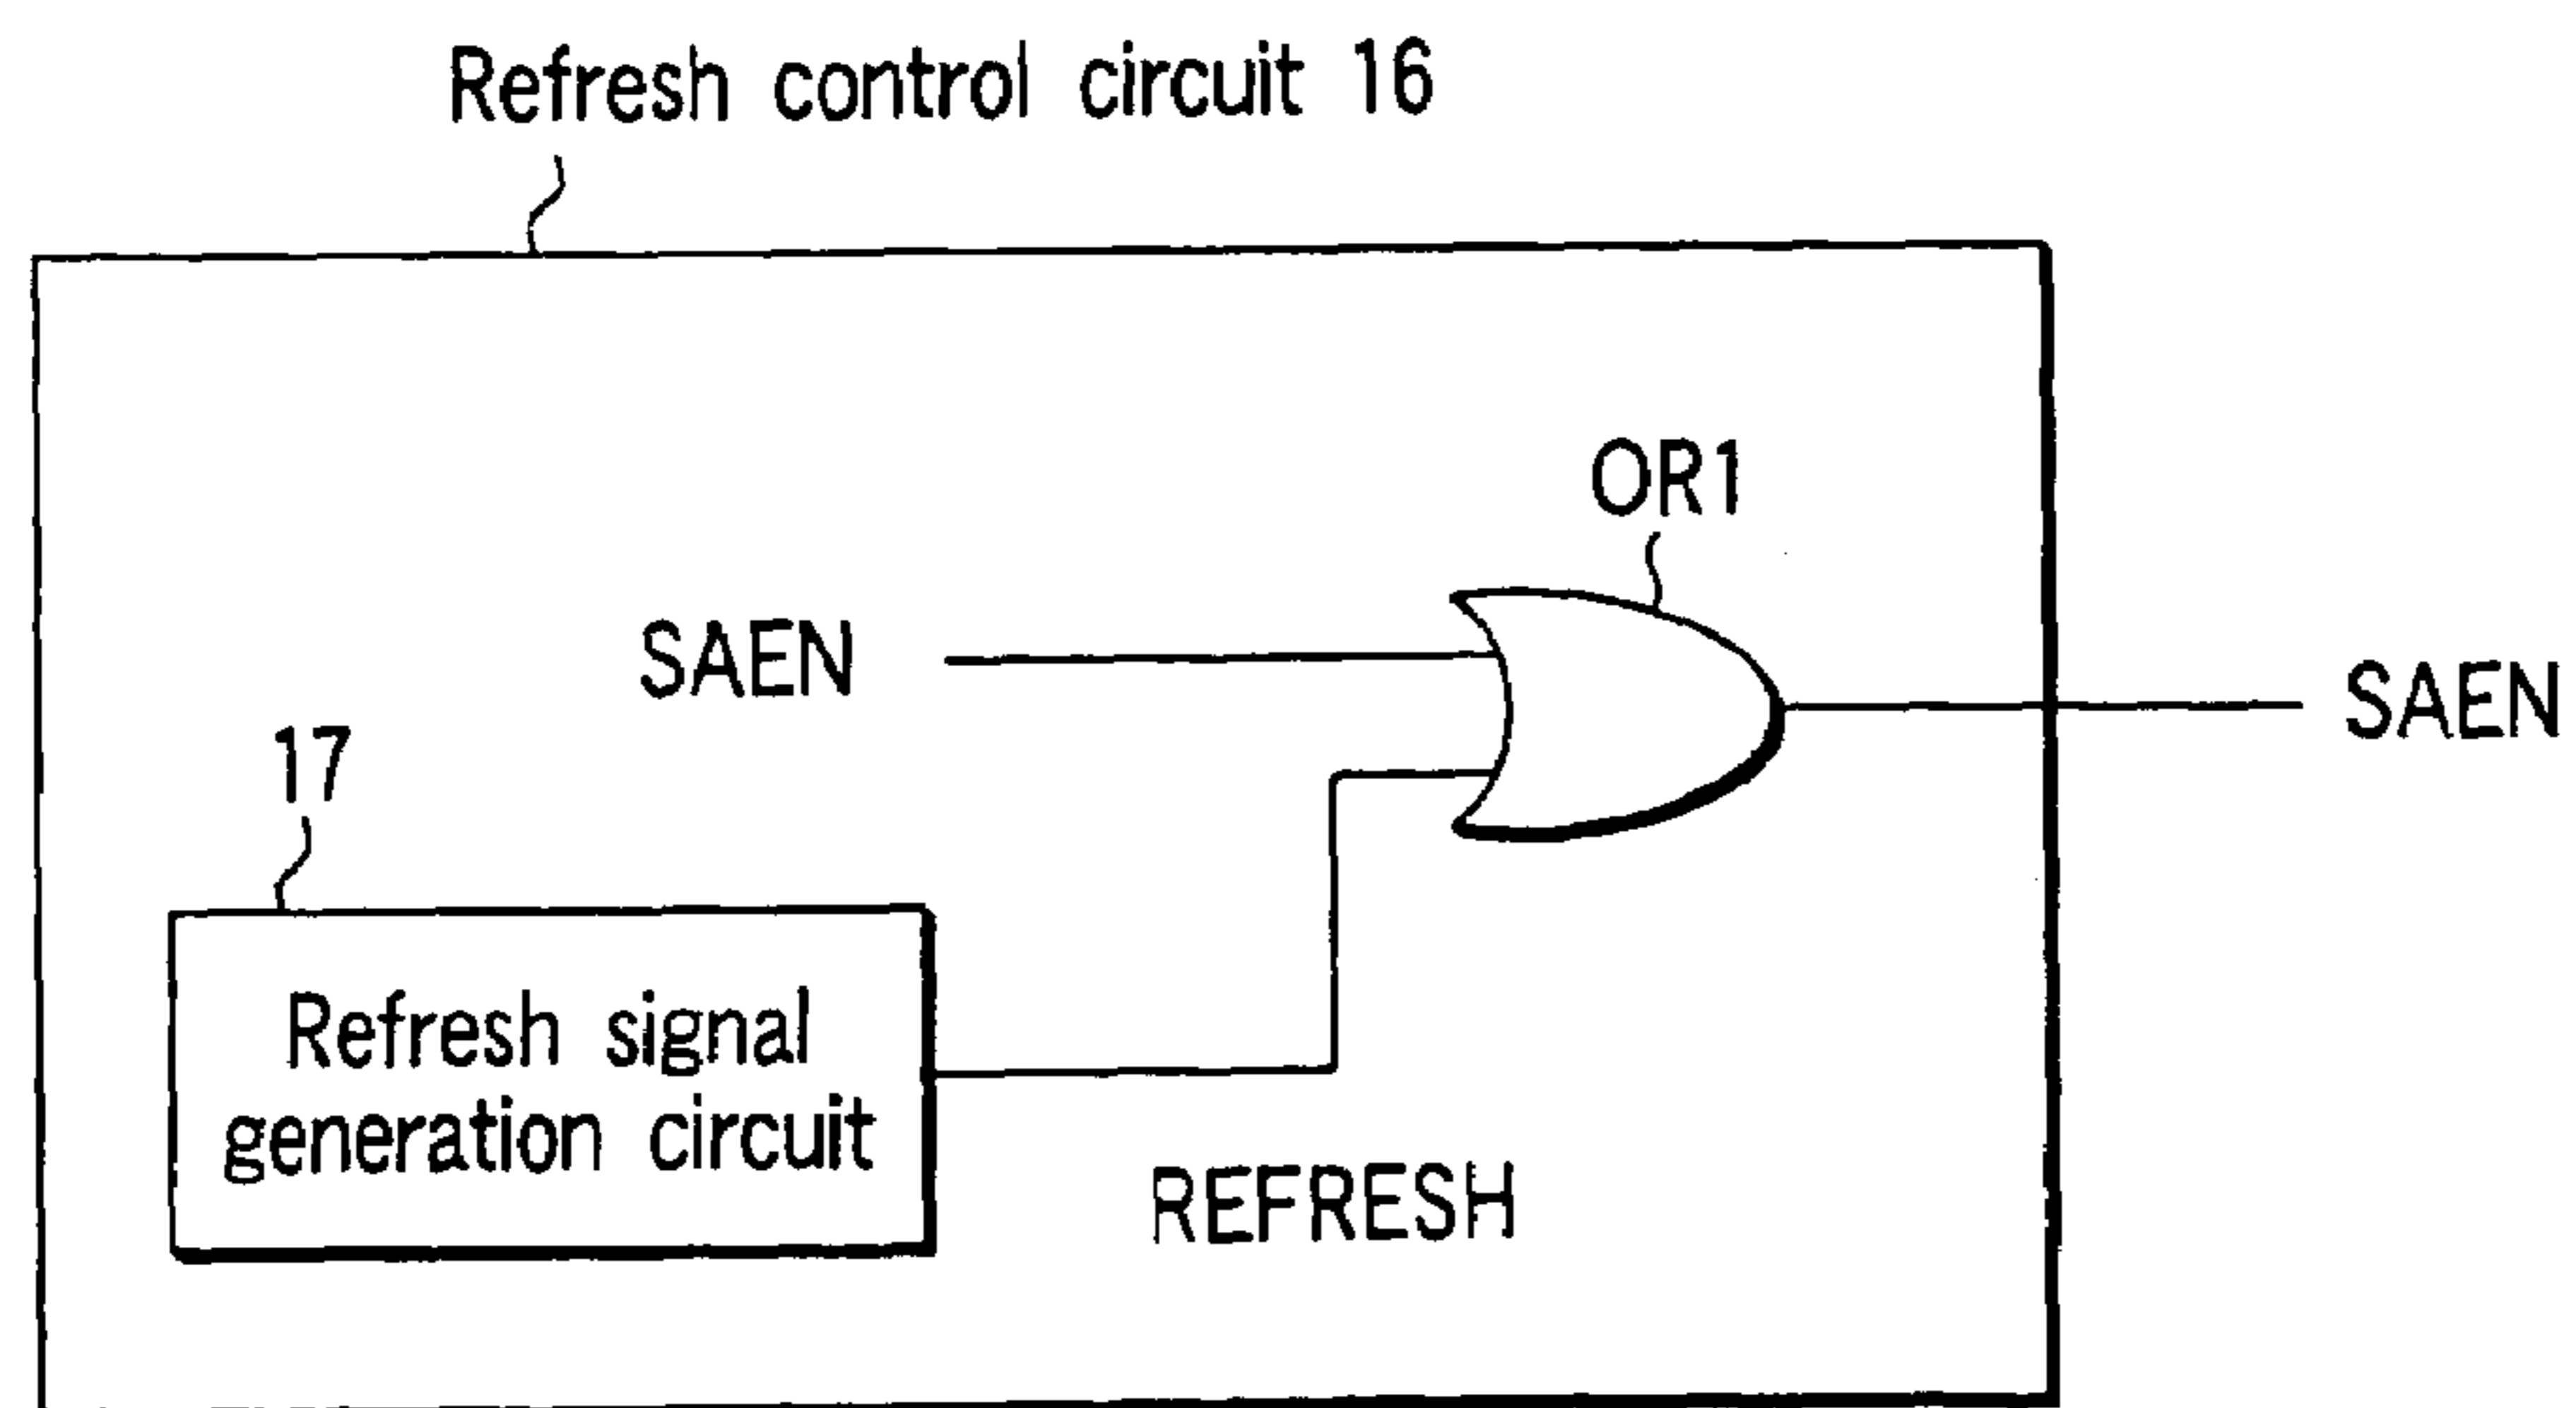 Refresh control circuit 16
OR1
SAEN
SAEN
17
Refresh signal
generation circuit
REFRESH